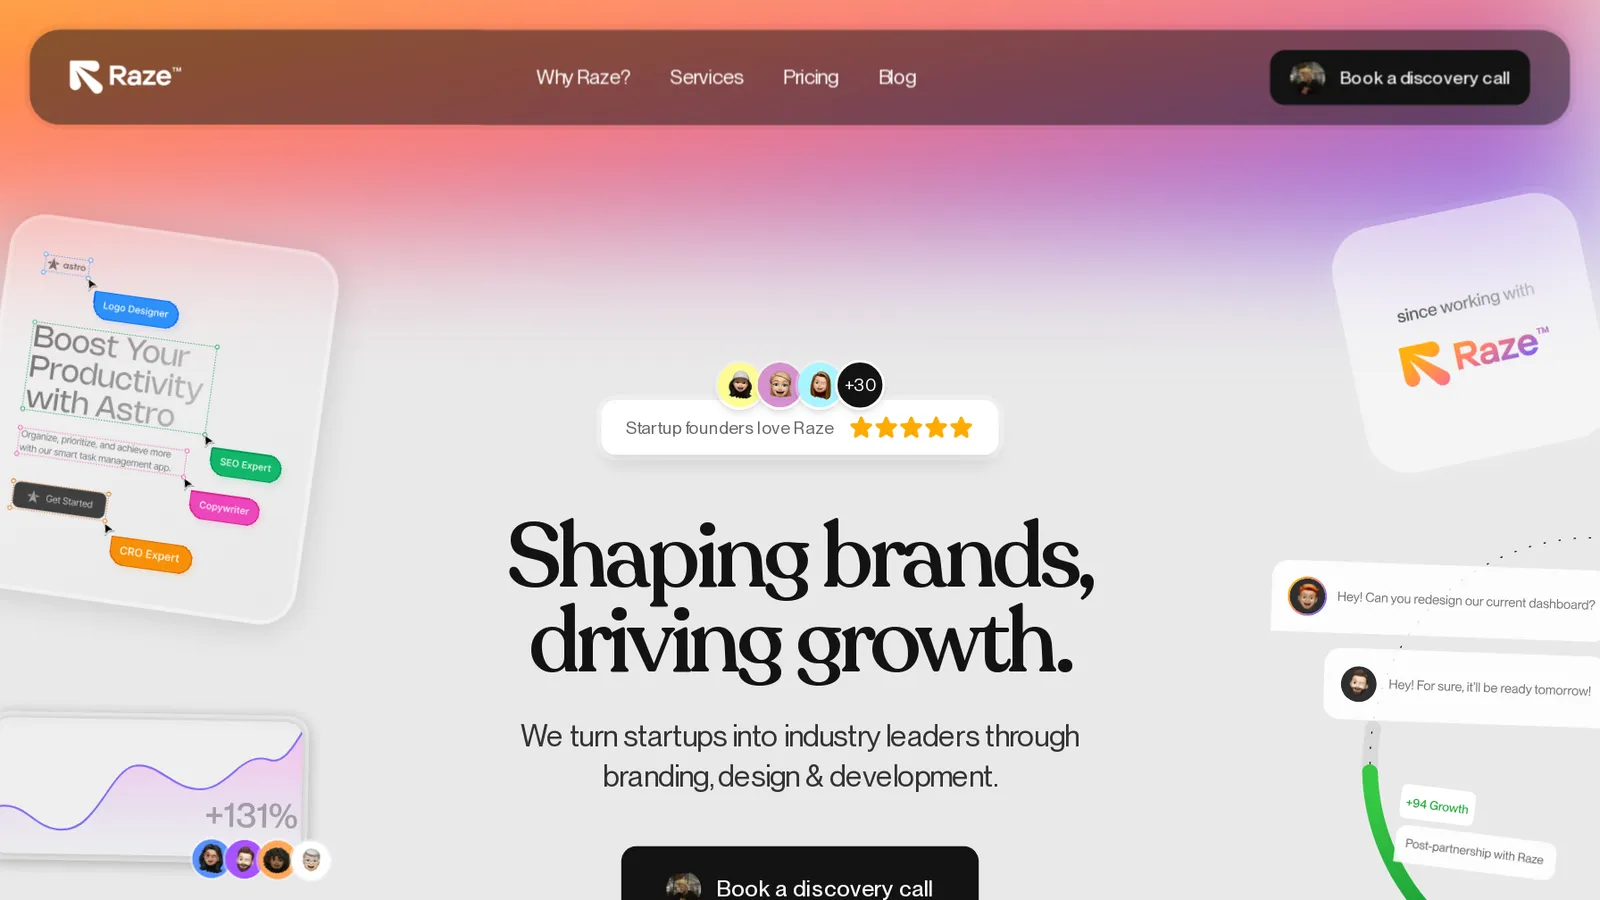 Raze™
Why Raze?
Services
Pricing
Blog
Book a discovery call
astro
Logo Designer
Boost Your
Productivity
with Astro
SEO Expert
Organize, prioritize, and achieve more
with our smart task management app.
Copywriter
Get Started
CRO Expert
since working with
Raze™
+30
Startup founders love Raze
Shaping brands,
driving growth.
We turn startups into industry leaders through
branding, design & development.
Book a discovery call
Hey! Can you redesign our current dashboard?
Hey! For sure, it'll be ready tomorrow!
+131%
+94 Growth
Post-partnership with Raze